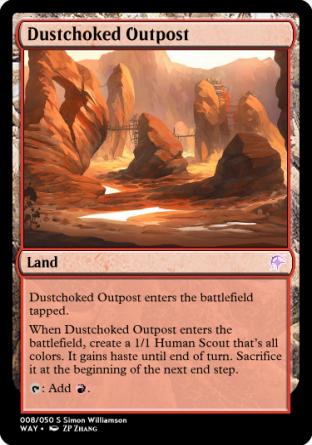 Dustchoked Outpost
Land
Dustchoked Outpost enters the battlefield
tapped.
When Dustchoked Outpost enters the
battlefield, create a 1/1 Human Scout that's all
colors. It gains haste until end of turn. Sacrifice
it at the beginning of the next end step.
: Add .
008/050 S Simon Williamson
WAY • ZP ZHANG